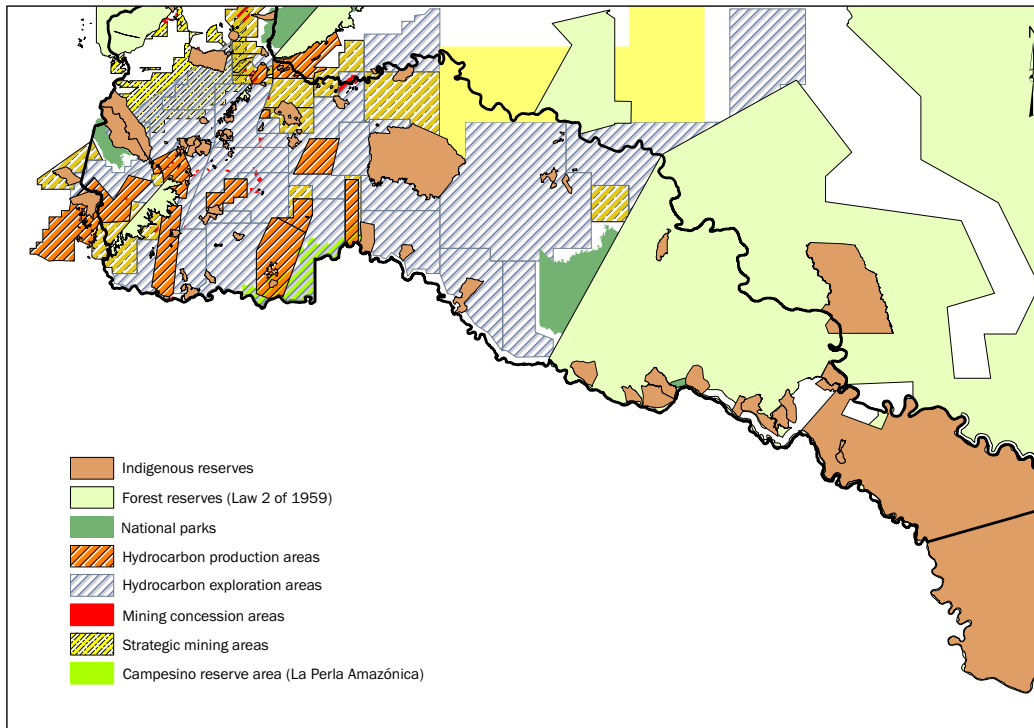 N
Indigenous reserves
Forest reserves (Law 2 of 1959)
National parks
Hydrocarbon production areas
Hydrocarbon exploration areas
Mining concession areas
Strategic mining areas
Campesino reserve area (La Perla Amazónica)